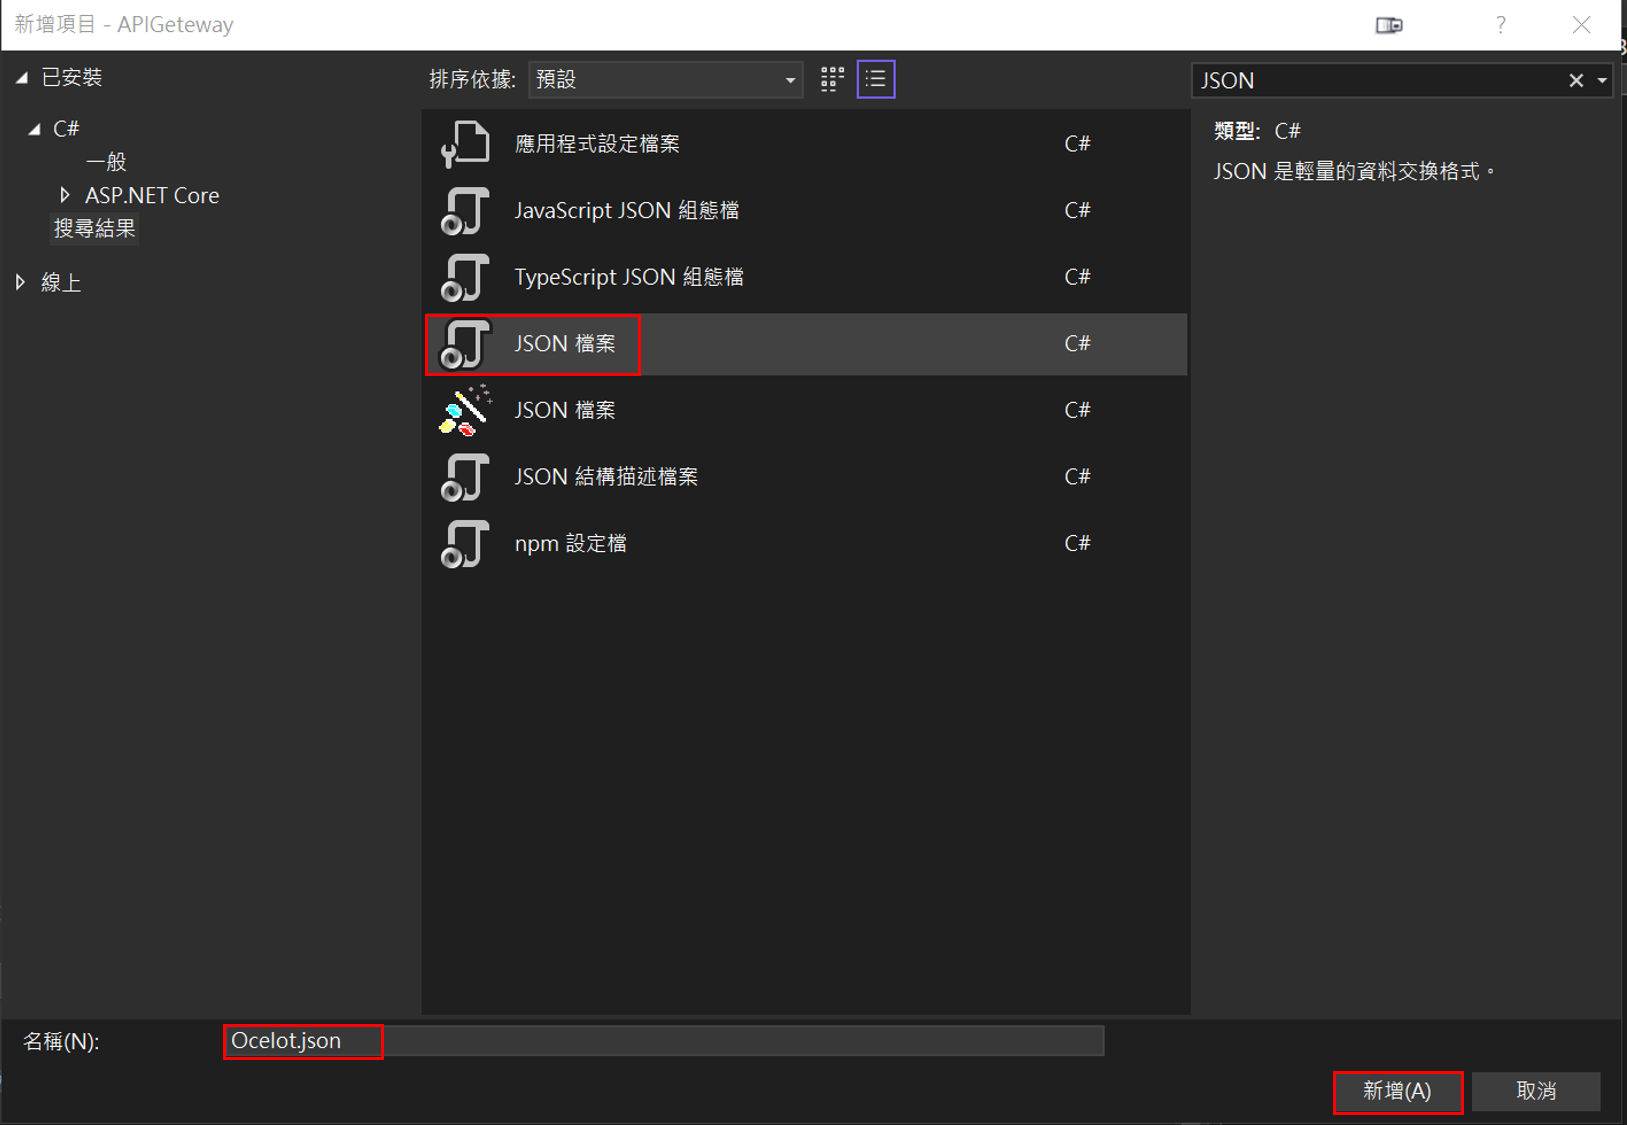 新增項目 - APIGeteway
?
已安裝
C#
一般
ASP.NET Core
搜尋結果
線上
排序依據: 預設
應用程式設定檔案 C#
JavaScript JSON 組態檔 C#
TypeScript JSON 組態檔 C#
JSON 檔案 C#
JSON 檔案 C#
JSON 結構描述檔案 C#
npm 設定檔 C#
JSON
類型: C#
JSON 是輕量的資料交換格式。
名稱(N): Ocelot.json
新增(A) 取消